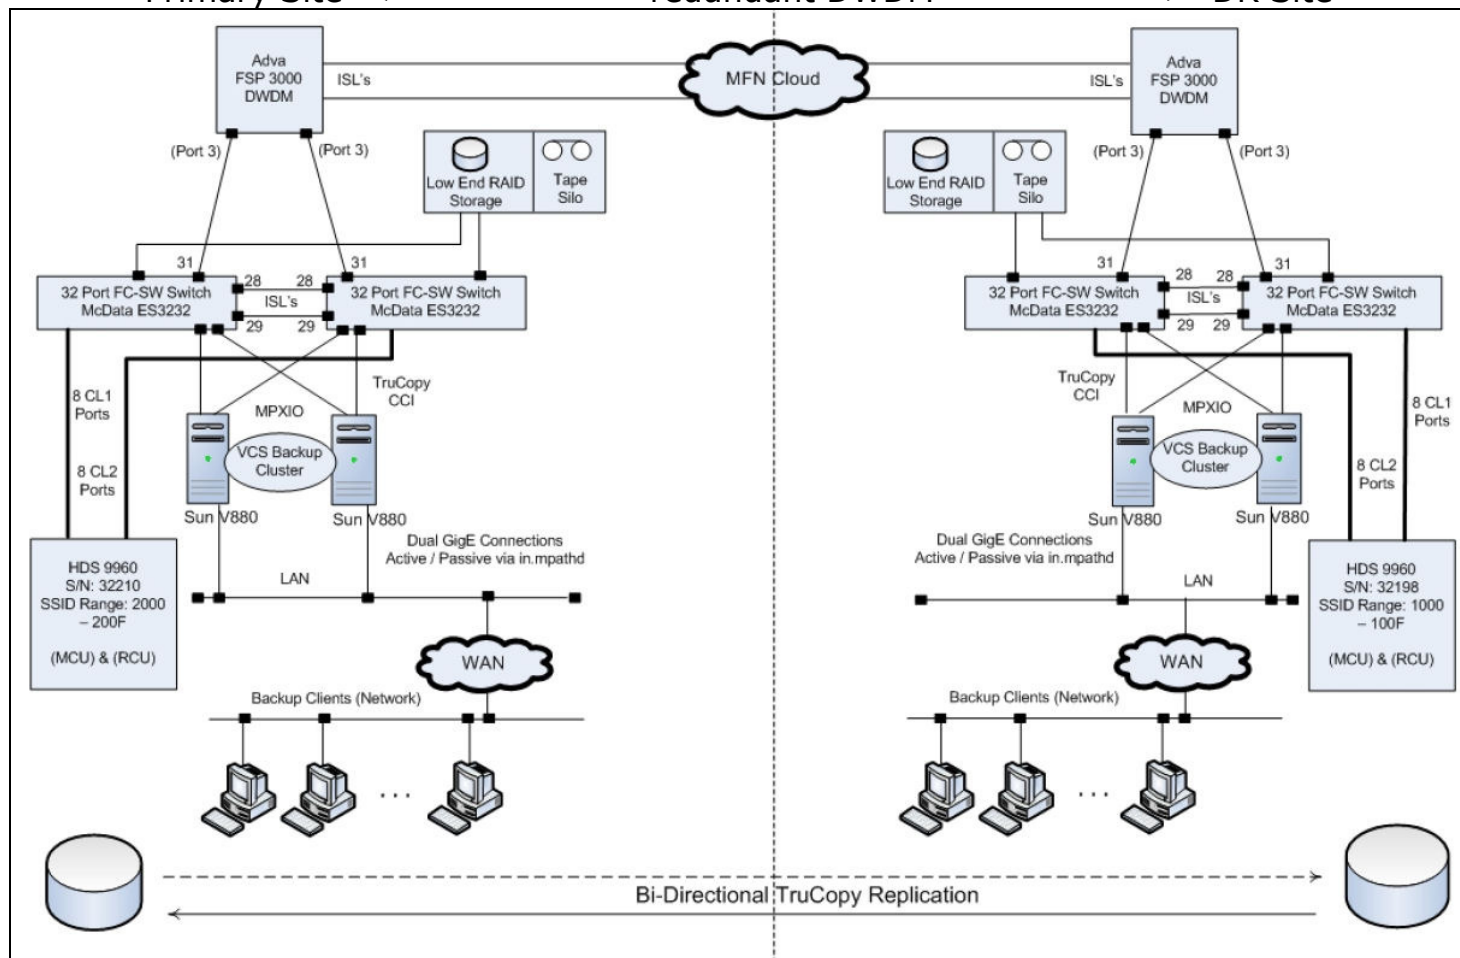 Primary Site
redundant DWDM
DR Site
Adva
FSP 3000
DWDM
ISL's
MFN Cloud
ISL's
Adva
FSP 3000
DWDM
(Port 3)
(Port 3)
(Port 3)
(Port 3)
Low End RAID
Storage
Tape
Silo
Low End RAID
Storage
Tape
Silo
31
31
31
31
32 Port FC-SW Switch
McData ES3232
28
28
ISL's
29
29
32 Port FC-SW Switch
McData ES3232
32 Port FC-SW Switch
McData ES3232
28
28
ISL's
29
29
32 Port FC-SW Switch
McData ES3232
8 CL1
Ports
8 CL2
Ports
MPXIO
TruCopy
CCI
VCS Backup
Cluster
Sun V880
Sun V880
TruCopy
CCI
MPXIO
VCS Backup
Cluster
Sun V880
Sun V880
8 CL1
Ports
8 CL2
Ports
Dual GigE Connections
Active / Passive via in.mpathd
LAN
Dual GigE Connections
Active / Passive via in.mpathd
LAN
HDS 9960
S/N: 32210
SSID Range: 2000
– 200F
(MCU) & (RCU)
HDS 9960
S/N: 32198
SSID Range: 1000
– 100F
(MCU) & (RCU)
WAN
WAN
Backup Clients (Network)
Backup Clients (Network)
...
...
Bi-Directional TruCopy Replication